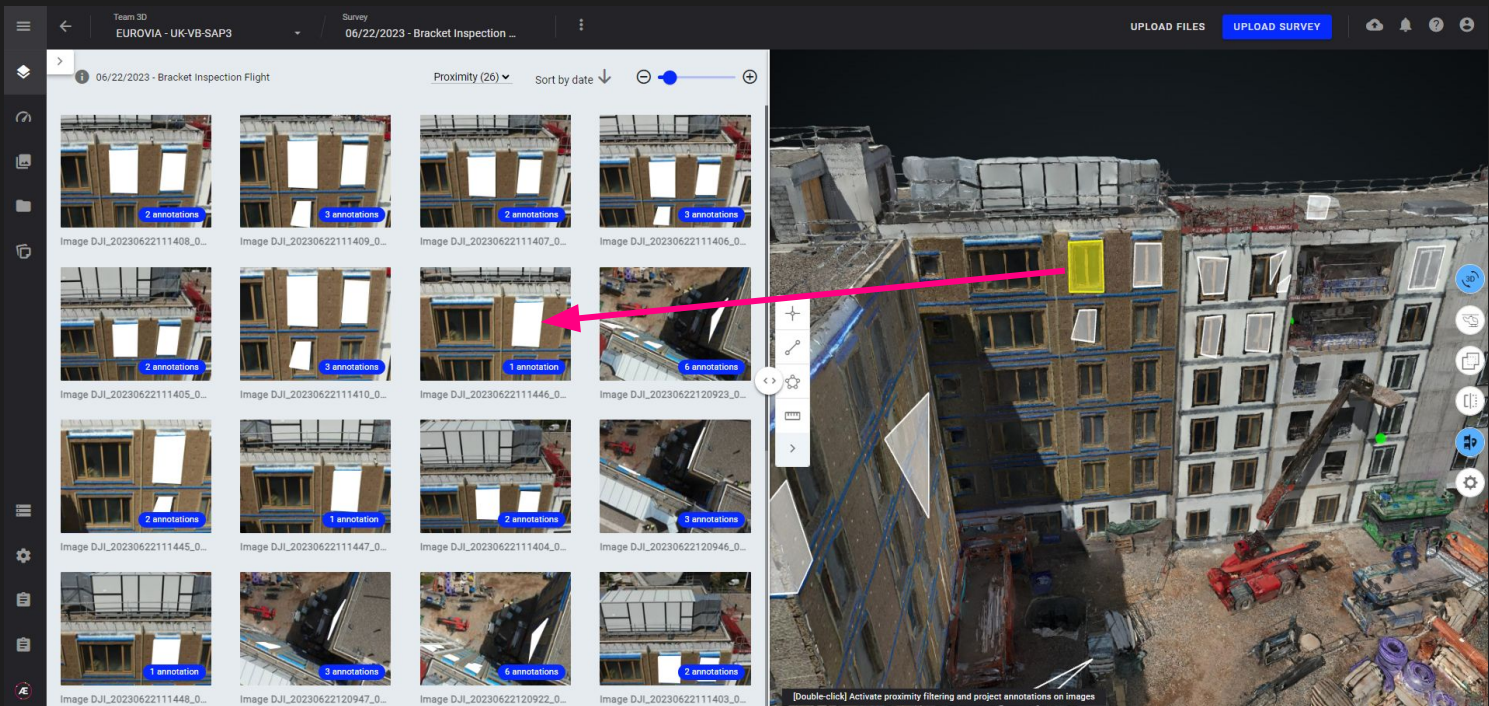 Team 3D
EUROVIA - UK-VB-SAP3
Survey
06/22/2023 - Bracket Inspection ...
UPLOAD FILES
UPLOAD SURVEY
06/22/2023 - Bracket Inspection Flight
Proximity (26)
Sort by date
2 annotations
3 annotations
2 annotations
3 annotations
Image DJI_20230622111408_0...
Image DJI_20230622111409_0...
Image DJI_20230622111407_0...
Image DJI_20230622111406_0...
2 annotations
3 annotations
1 annotation
6 annotations
Image DJI_20230622111405_0...
Image DJI_20230622111410_0...
Image DJI_20230622111446_0...
Image DJI_20230622120923_0...
2 annotations
1 annotation
2 annotations
3 annotations
Image DJI_20230622111445_0...
Image DJI_20230622111447_0...
Image DJI_20230622111404_0...
Image DJI_20230622120946_0...
1 annotation
3 annotations
6 annotations
2 annotations
Image DJI_20230622111448_0...
Image DJI_20230622120947_0...
Image DJI_20230622120922_0...
Image DJI_20230622111403_0...
3D
Æ
[Double-click] Activate proximity filtering and project annotations on images